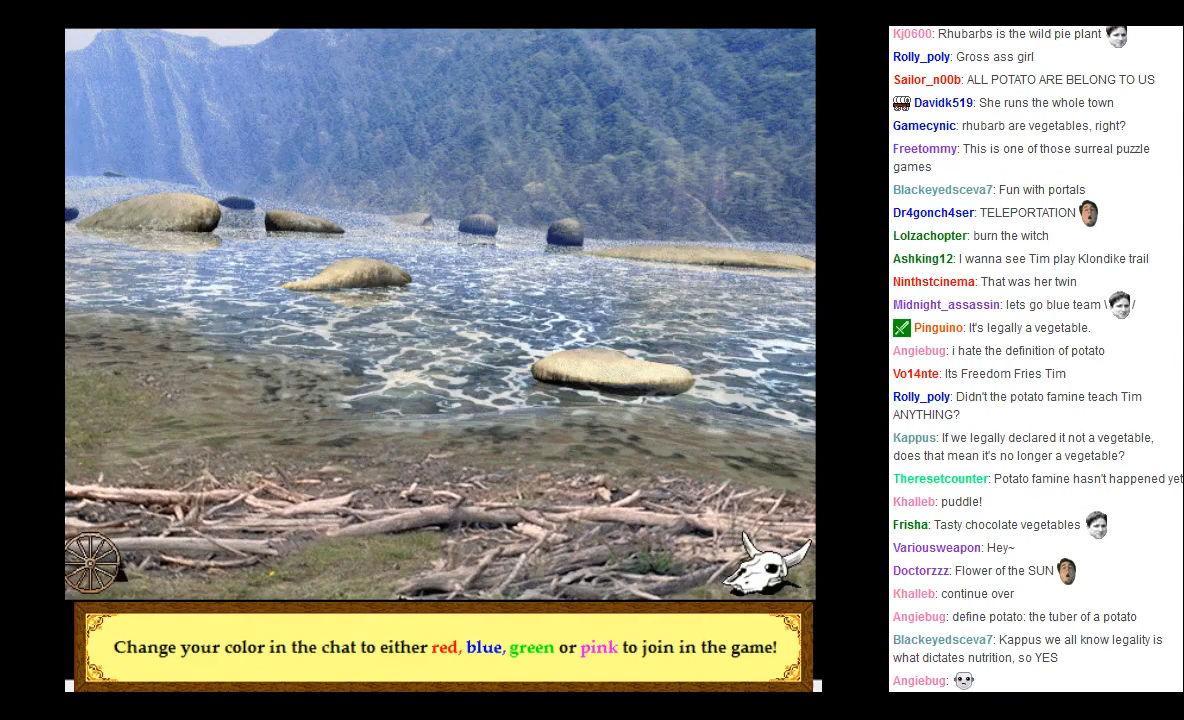 Kj0600: Rhubarbs is the wild pie plant
Rolly_poly: Gross ass girl
Sailor_n00b: ALL POTATO ARE BELONG TO US
Davidk519: She runs the whole town
Gamecynic: rhubarb are vegetables, right?
Freetommy: This is one of those surreal puzzle
games
Blackeyedsceva7: Fun with portals
Dr4gonch4ser: TELEPORTATION
Lolzachopter: burn the witch
Ashking12: I wanna see Tim play Klondike trail
Ninthstcinema: That was her twin
Midnight_assassin: lets go blue team \ /
Pinguino: It's legally a vegetable.
Angiebug: i hate the definition of potato
Vo14nte: Its Freedom Fries Tim
Rolly_poly: Didn't the potato famine teach Tim
ANYTHING?
Kappus: If we legally declared it not a vegetable,
does that mean it's no longer a vegetable?
Theresetcounter: Potato famine hasn't happened yet
Khalleb: puddle!
Frisha: Tasty chocolate vegetables
Variousweapon: Hey~
Doctorzzz: Flower of the SUN
Khalleb: continue over
Angiebug: define potato: the tuber of a potato
Blackeyedsceva7: Kappus we all know legality is
what dictates nutrition, so YES
Angiebug:
Change your color in the chat to either red, blue, green or pink to join in the game!